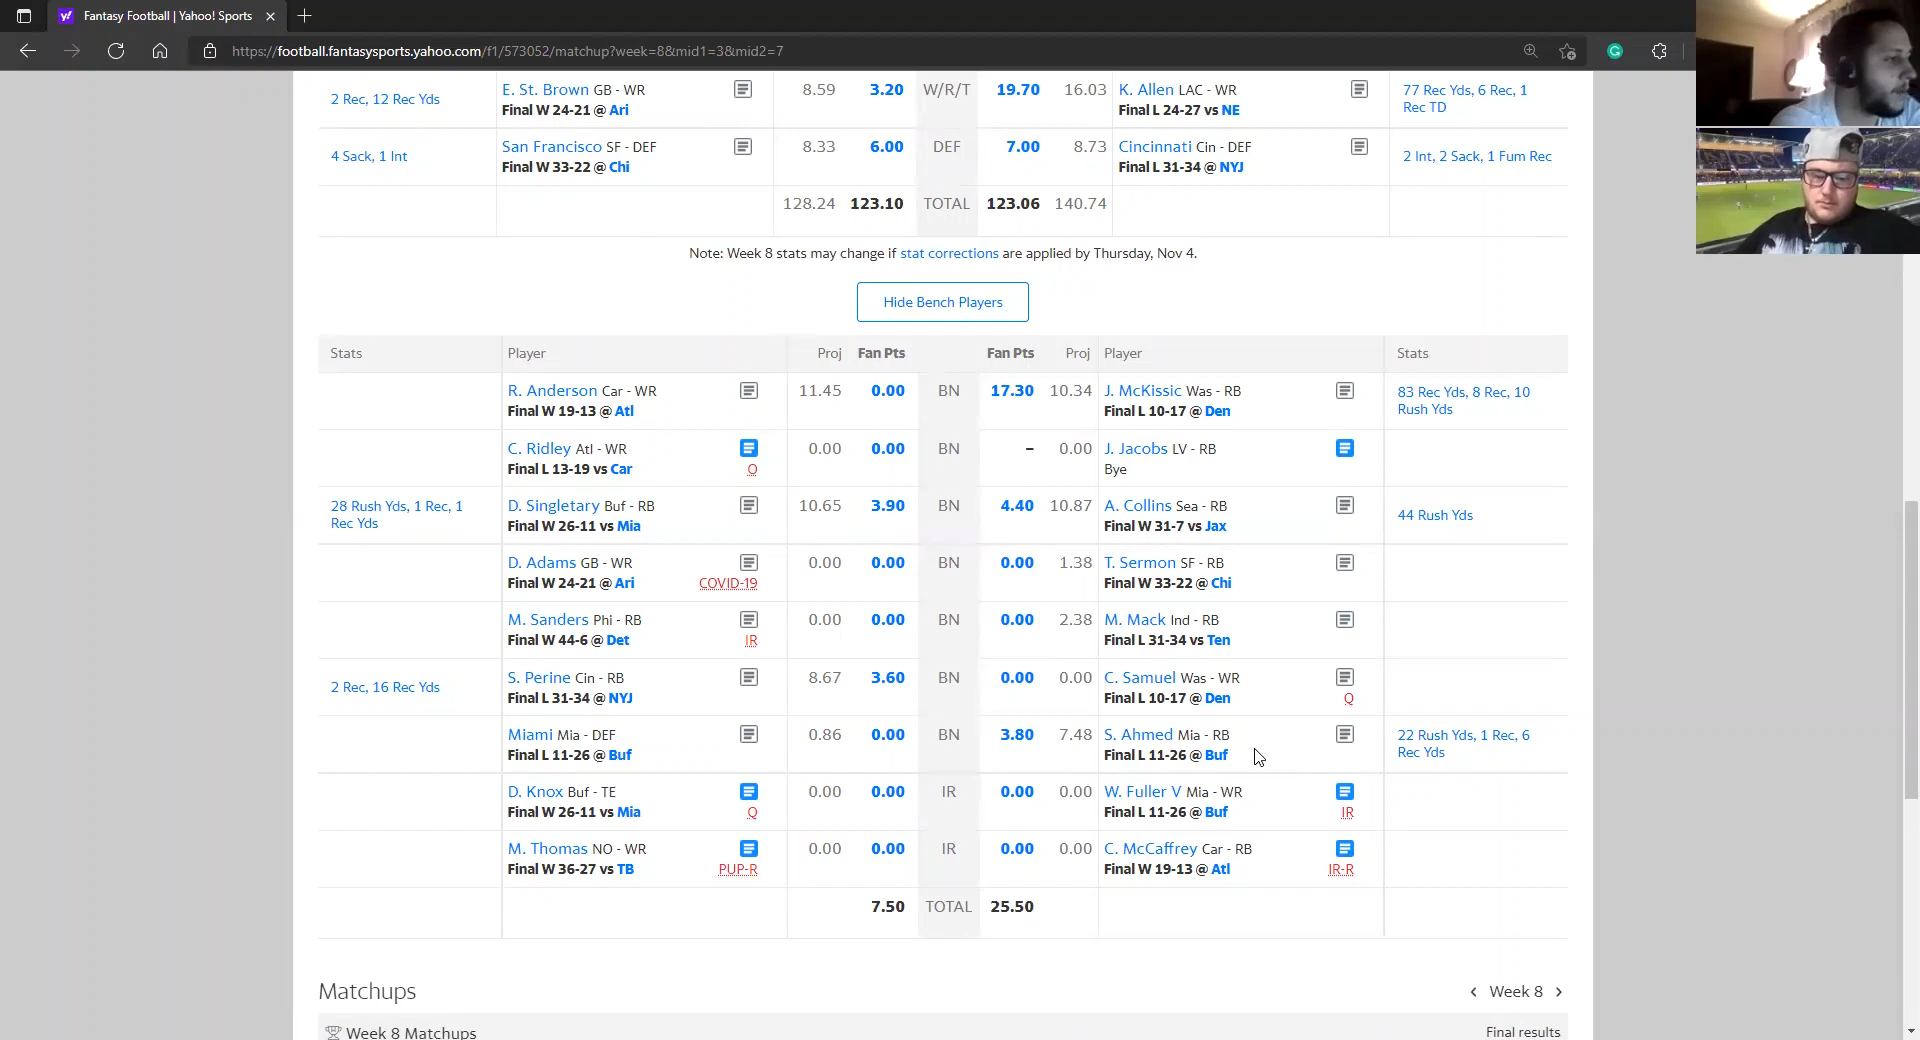 Fantasy Football | Yahoo! Sports
https://football.fantasysports.yahoo.com/f1/573052/matchup?week=8&mid1=3&mid2=7
2 Rec, 12 Rec Yds
E. St. Brown GB - WR
Final W 24-21 @ Ari
8.59 3.20 W/R/T 19.70 16.03
K. Allen LAC - WR
Final L 24-27 vs NE
77 Rec Yds, 6 Rec, 1
Rec TD
4 Sack, 1 Int
San Francisco SF - DEF
Final W 33-22 @ Chi
8.33 6.00 DEF 7.00 8.73
Cincinnati Cin - DEF
Final L 31-34 @ NYJ
2 Int, 2 Sack, 1 Fum Rec
128.24 123.10 TOTAL 123.06 140.74
Note: Week 8 stats may change if stat corrections are applied by Thursday, Nov 4.
Hide Bench Players
Stats Player Proj Fan Pts Fan Pts Proj Player Stats
R. Anderson Car - WR
Final W 19-13 @ Atl
11.45 0.00 BN 17.30 10.34
J. McKissic Was - RB
Final L 10-17 @ Den
83 Rec Yds, 8 Rec, 10
Rush Yds
C. Ridley Atl - WR
Final L 13-19 vs Car
Q
0.00 0.00 BN – 0.00
J. Jacobs LV - RB
Bye
28 Rush Yds, 1 Rec, 1
Rec Yds
D. Singletary Buf - RB
Final W 26-11 vs Mia
10.65 3.90 BN 4.40 10.87
A. Collins Sea - RB
Final W 31-7 vs Jax
44 Rush Yds
D. Adams GB - WR
Final W 24-21 @ Ari
COVID-19
0.00 0.00 BN 0.00 1.38
T. Sermon SF - RB
Final W 33-22 @ Chi
M. Sanders Phi - RB
Final W 44-6 @ Det
IR
0.00 0.00 BN 0.00 2.38
M. Mack Ind - RB
Final L 31-34 vs Ten
2 Rec, 16 Rec Yds
S. Perine Cin - RB
Final L 31-34 @ NYJ
8.67 3.60 BN 0.00 0.00
C. Samuel Was - WR
Final L 10-17 @ Den
Q
Miami Mia - DEF
Final L 11-26 @ Buf
0.86 0.00 BN 3.80 7.48
S. Ahmed Mia - RB
Final L 11-26 @ Buf
22 Rush Yds, 1 Rec, 6
Rec Yds
D. Knox Buf - TE
Final W 26-11 vs Mia
Q
0.00 0.00 IR 0.00 0.00
W. Fuller V Mia - WR
Final L 11-26 @ Buf
IR
M. Thomas NO - WR
Final W 36-27 vs TB
PUP-R
0.00 0.00 IR 0.00 0.00
C. McCaffrey Car - RB
Final W 19-13 @ Atl
IR-R
7.50 TOTAL 25.50
Matchups
Week 8
Week 8 Matchups
Final results